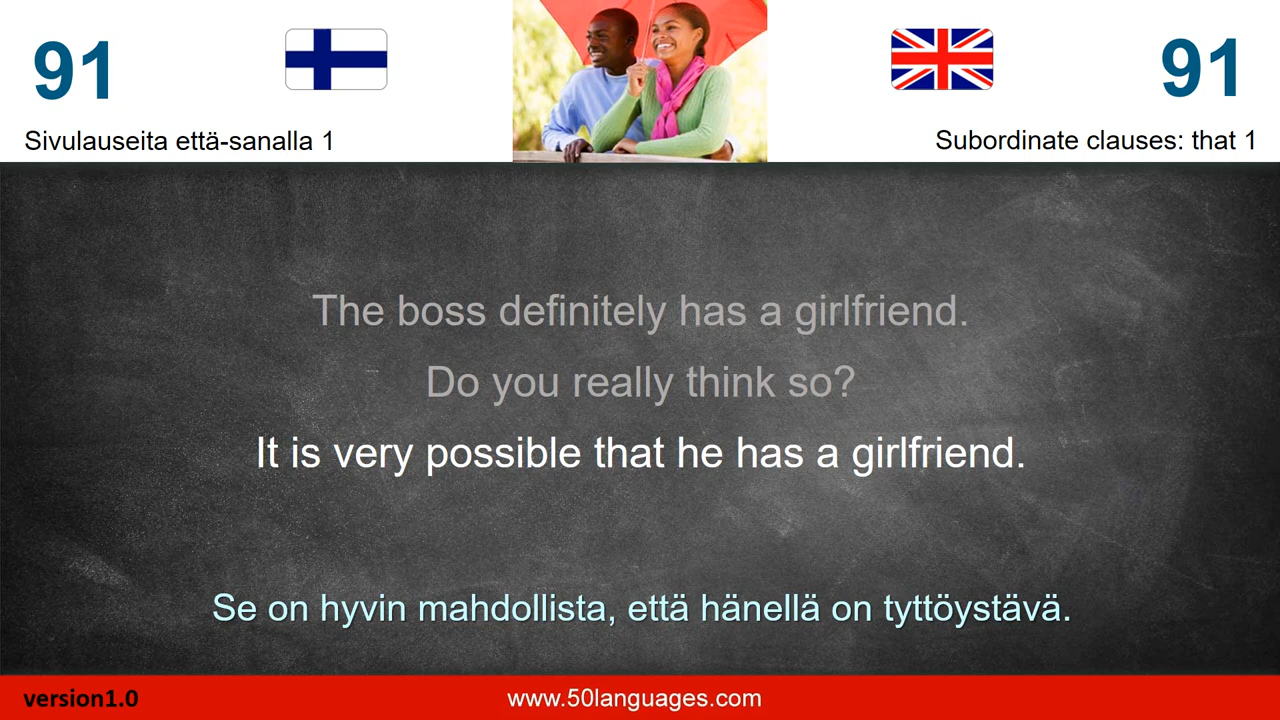 91
91
Sivulauseita että-sanalla 1
Subordinate clauses: that 1
The boss definitely has a girlfriend.
Do you really think so?
It is very possible that he has a girlfriend.
Se on hyvin mahdollista, että hänellä on tyttöystävä.
version1.0
www.50languages.com